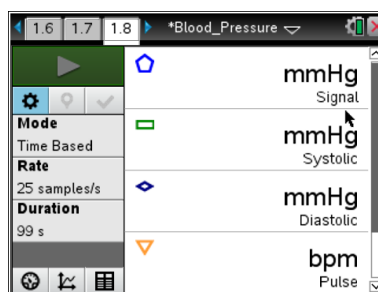 1.6 1.7 1.8 *Blood_Pressure
Mode
Time Based
Rate
25 samples/s
Duration
99 s
mmHg
Signal
mmHg
Systolic
mmHg
Diastolic
bpm
Pulse